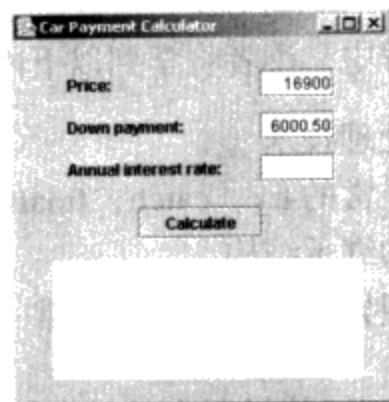 Car Payment Calculator
Price: 16900
Down payment: 6000.50
Annual interest rate:
Calculate